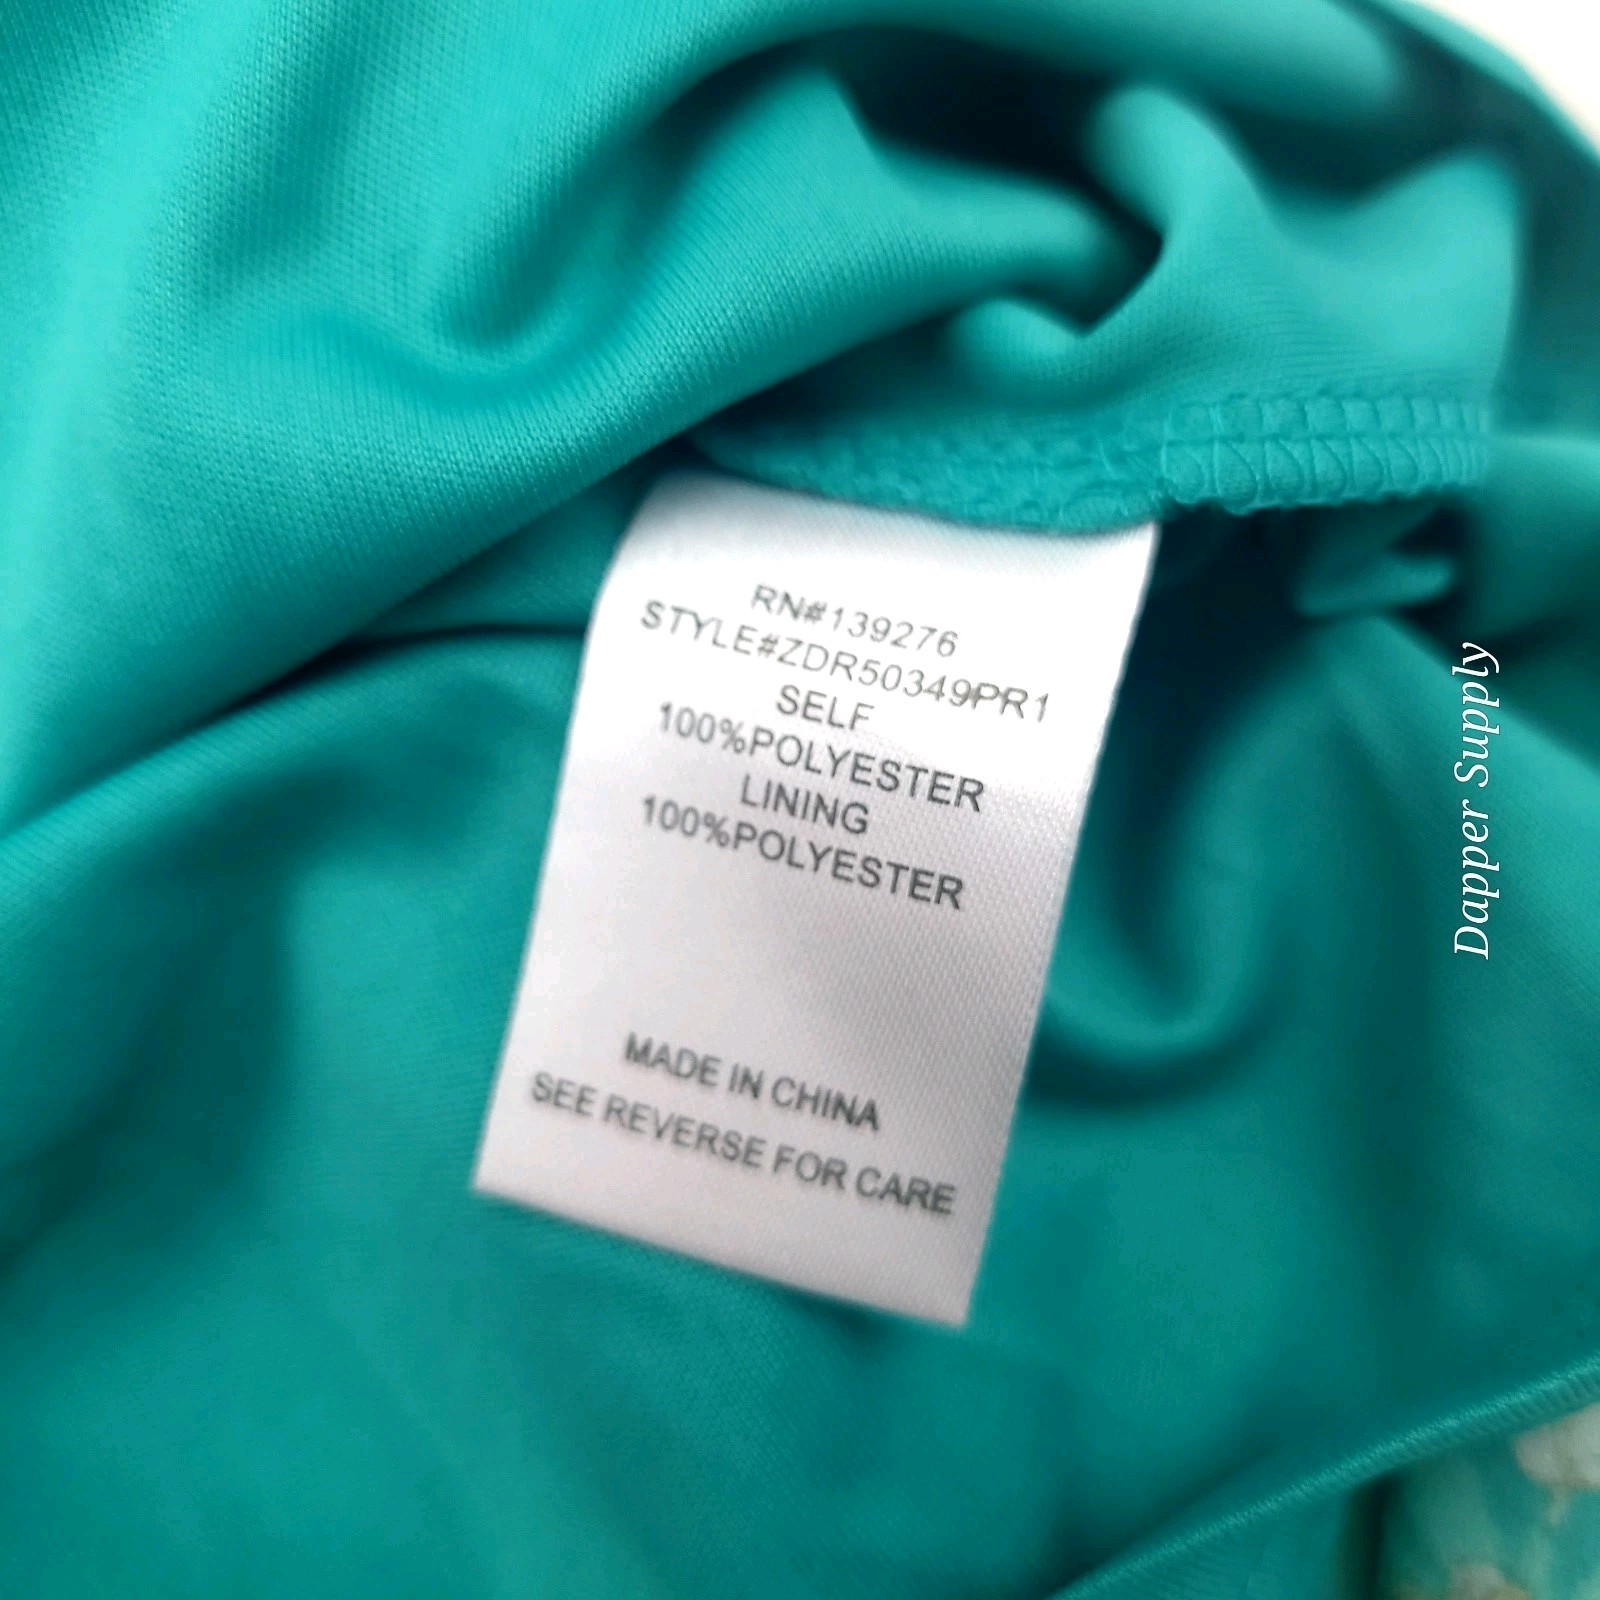 RN#139276
STYLE#ZDR50349PR1
SELF
100%POLYESTER
LINING
100%POLYESTER
MADE IN CHINA
SEE REVERSE FOR CARE
Dapper Supply